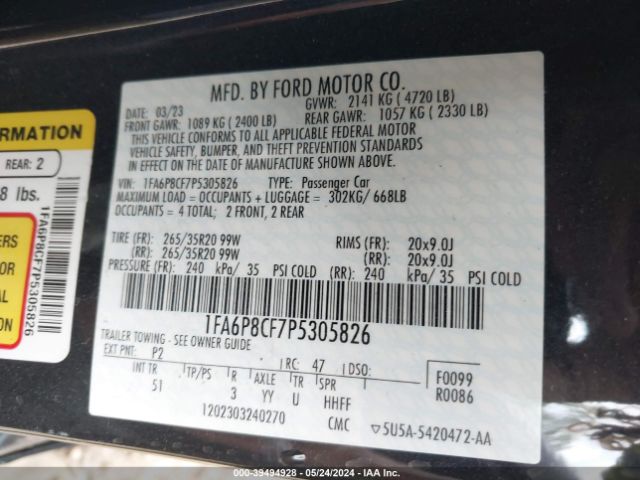 MFD. BY FORD MOTOR CO.
DATE: 03/23 GVWR: 2141 KG ( 4720 LB)
FRONT GAWR: 1089 KG ( 2400 LB) REAR GAWR: 1057 KG ( 2330 LB)
THIS VEHICLE CONFORMS TO ALL APPLICABLE FEDERAL MOTOR
VEHICLE SAFETY, BUMPER, AND THEFT PREVENTION STANDARDS
IN EFFECT ON THE DATE OF MANUFACTURE SHOWN ABOVE.
VIN: 1FA6P8CF7P5305826 TYPE: Passenger Car
MAXIMUM LOAD = OCCUPANTS + LUGGAGE = 302KG/ 668LB
OCCUPANTS = 4 TOTAL; 2 FRONT, 2 REAR
TIRE (FR): 265/35R20 99W RIMS (FR): 20x9.0J
(RR): 265/35R20 99W (RR): 20x9.0J
PRESSURE (FR): 240 kPa/ 35 PSI COLD (RR): 240 kPa/ 35 PSI COLD
1FA6P8CF7P5305826
TRAILER TOWING - SEE OWNER GUIDE
EXT PNT: P2 RC: 47 DSO:
INT TR TP/PS R AXLE TR SPR
51 3 YY U HHFF
F0099
R0086
1202303240270 CMC 5U5A-5420472-AA
ORMATION
REAR: 2
8 lbs.
ERS
OR
AL
ON
1FA6P8CF7P5305826
IMAGE # - 39494928 - 05/24/2024 - IAA Inc.